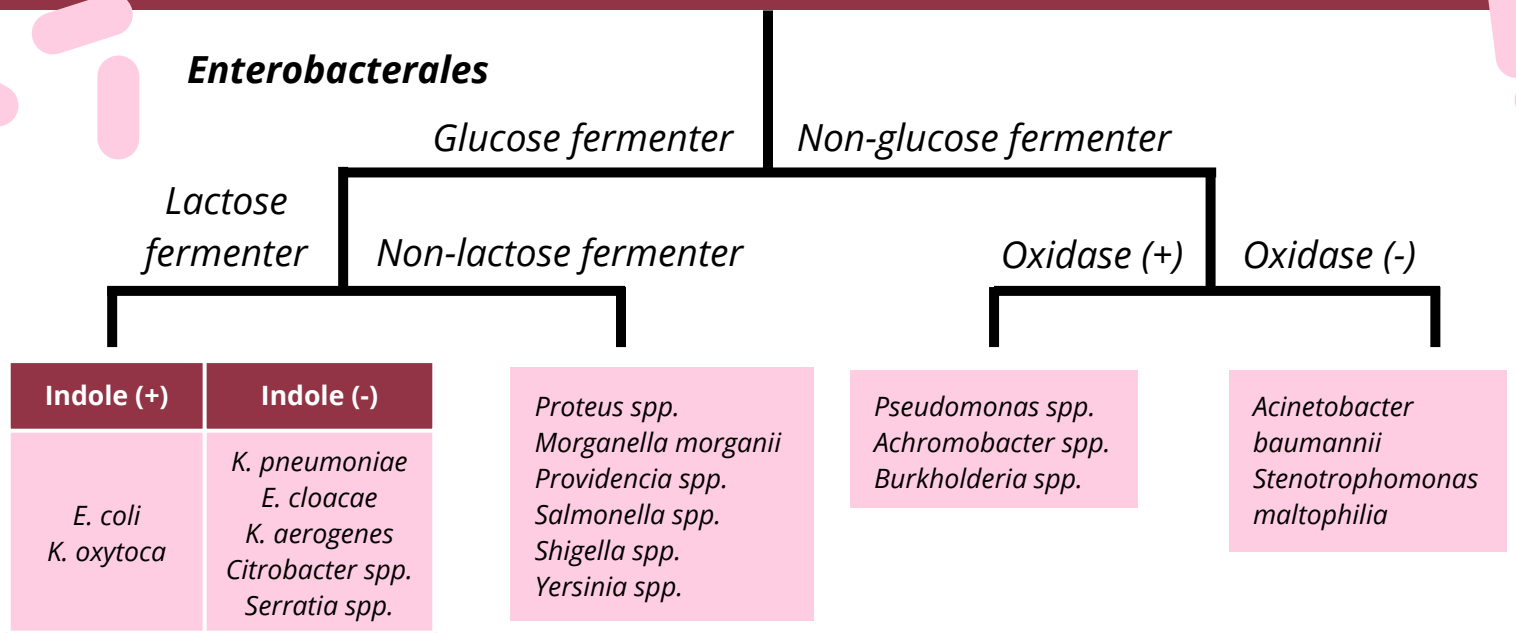 Enterobacterales
Glucose fermenter
Non-glucose fermenter
Lactose
fermenter
Non-lactose fermenter
Oxidase (+)
Oxidase (-)
Indole (+)
Indole (-)
E. coli
K. oxytoca
K. pneumoniae
E. cloacae
K. aerogenes
Citrobacter spp.
Serratia spp.
Proteus spp.
Morganella morganii
Providencia spp.
Salmonella spp.
Shigella spp.
Yersinia spp.
Pseudomonas spp.
Achromobacter spp.
Burkholderia spp.
Acinetobacter
baumannii
Stenotrophomonas
maltophilia